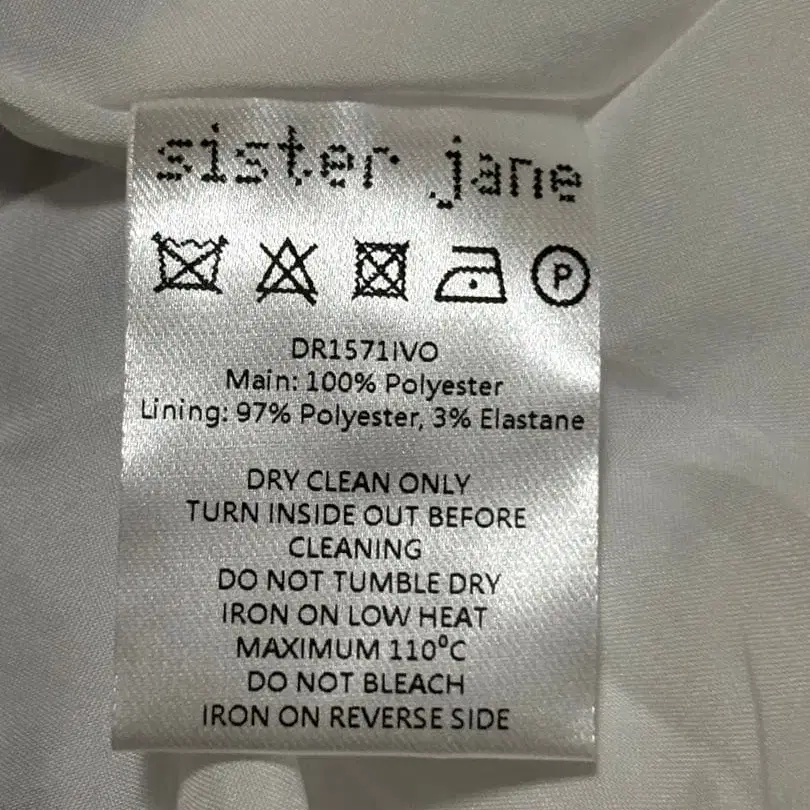 sister jane
P
DR1571IVO
Main: 100% Polyester
Lining: 97% Polyester, 3% Elastane
DRY CLEAN ONLY
TURN INSIDE OUT BEFORE
CLEANING
DO NOT TUMBLE DRY
IRON ON LOW HEAT
MAXIMUM 110⁰C
DO NOT BLEACH
IRON ON REVERSE SIDE